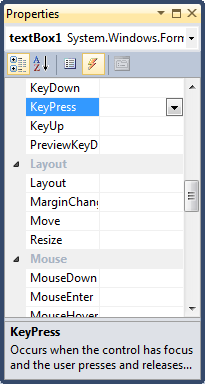 Properties
textBox1 System.Windows.Form
KeyDown
KeyPress
KeyUp
PreviewKeyD
Layout
Layout
MarginChang
Move
Resize
Mouse
MouseDown
MouseEnter
MouseHover
KeyPress
Occurs when the control has focus
and the user presses and releases...